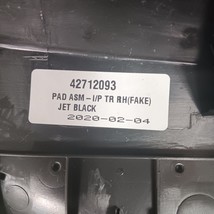 42712093
PAD ASM-I/P TR RH(FAKE)
JET BLACK
2020-02-04